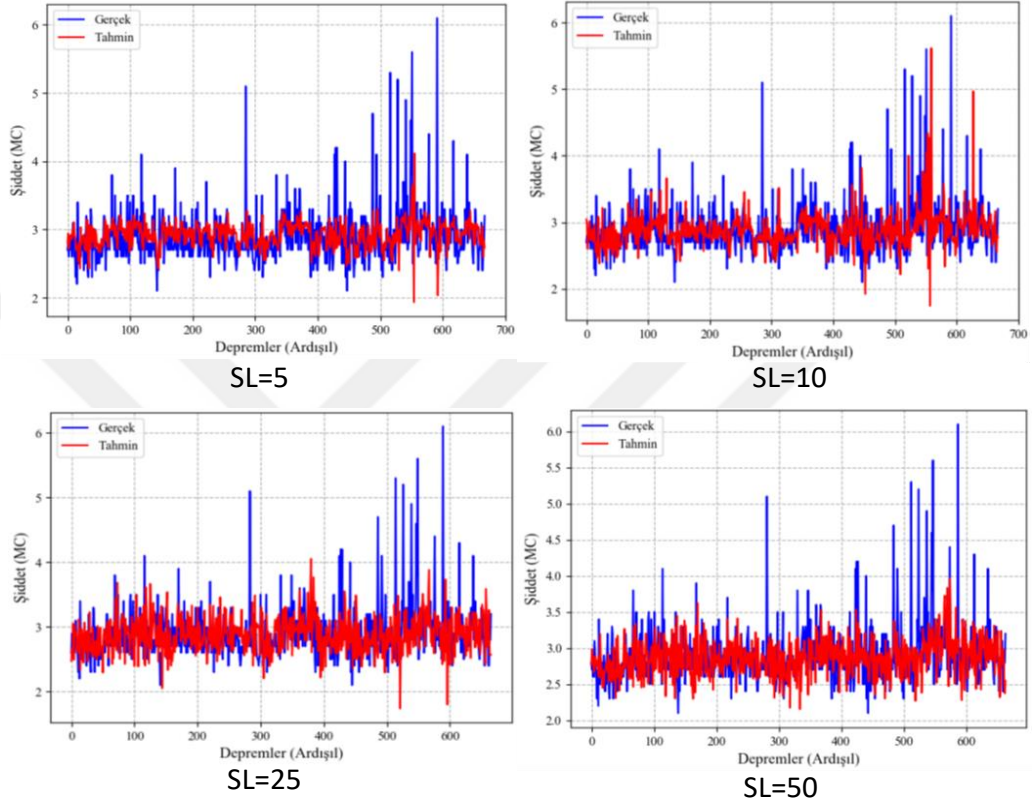 Gerçek
Tahmin
6
5
4
3
2
Şiddet (MC)
0 100 200 300 400 500 600 700
Depremler (Ardışıl)
SL=5
Gerçek
Tahmin
6
5
4
3
2
Şiddet (MC)
0 100 200 300 400 500 600 700
Depremler (Ardışıl)
SL=10
Gerçek
Tahmin
6
5
4
3
2
Şiddet (MC)
0 100 200 300 400 500 600
Depremler (Ardışıl)
SL=25
Gerçek
Tahmin
6.0
5.5
5.0
4.5
4.0
3.5
3.0
2.5
2.0
Şiddet (MC)
0 100 200 300 400 500 600
Depremler (Ardışıl)
SL=50